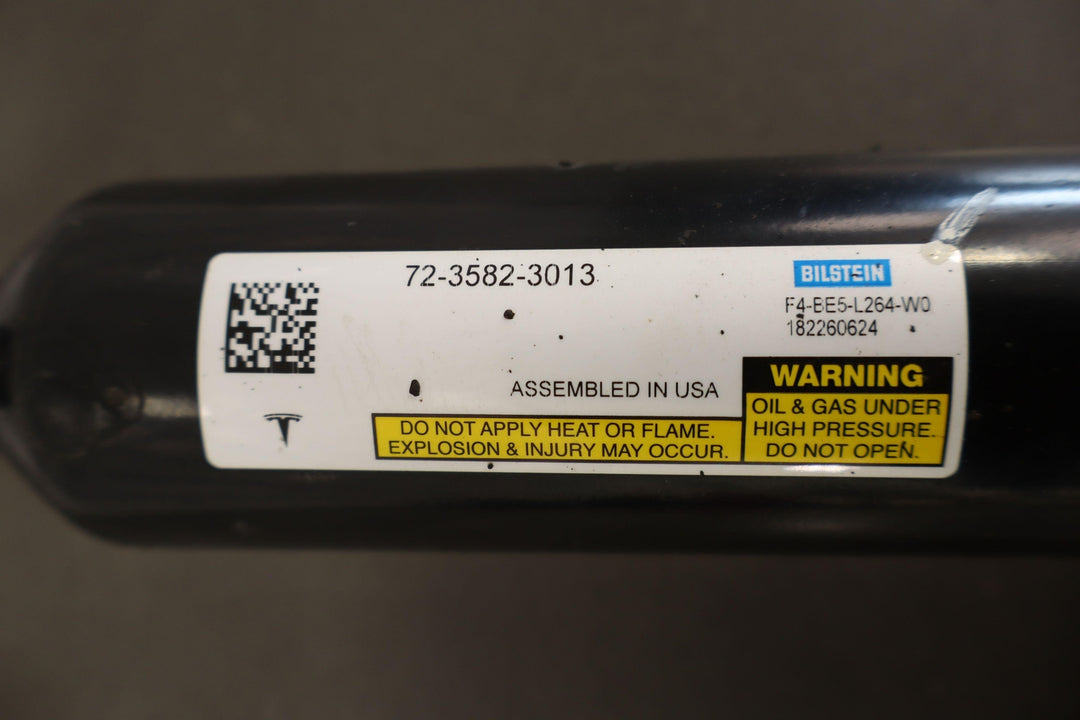 72-3582-3013
BILSTEIN
F4-BE5-L264-W0
182260624
ASSEMBLED IN USA
DO NOT APPLY HEAT OR FLAME.
EXPLOSION & INJURY MAY OCCUR.
WARNING
OIL & GAS UNDER
HIGH PRESSURE.
DO NOT OPEN.